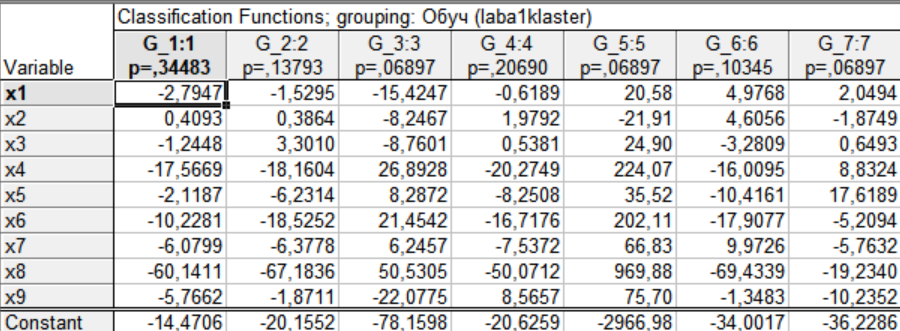 Classification Functions; grouping: Обуч (laba1klaster)
Variable G_1:1 p=,34483 G_2:2 p=,13793 G_3:3 p=,06897 G_4:4 p=,20690 G_5:5 p=,06897 G_6:6 p=,10345 G_7:7 p=,06897
x1 -2,7947 -1,5295 -15,4247 -0,6189 20,58 4,9768 2,0494
x2 0,4093 0,3864 -8,2467 1,9792 -21,91 4,6056 -1,8749
x3 -1,2448 3,3010 -8,7601 0,5381 24,90 -3,2809 0,6493
x4 -17,5669 -18,1604 26,8928 -20,2749 224,07 -16,0095 8,8324
x5 -2,1187 -6,2314 8,2872 -8,2508 35,52 -10,4161 17,6189
x6 -10,2281 -18,5252 21,4542 -16,7176 202,11 -17,9077 -5,2094
x7 -6,0799 -6,3778 6,2457 -7,5372 66,83 9,9726 -5,7632
x8 -60,1411 -67,1836 50,5305 -50,0712 969,88 -69,4339 -19,2340
x9 -5,7662 -1,8711 -22,0775 8,5657 75,70 -1,3483 -10,2352
Constant -14,4706 -20,1552 -78,1598 -20,6259 -2966,98 -34,0017 -36,2286